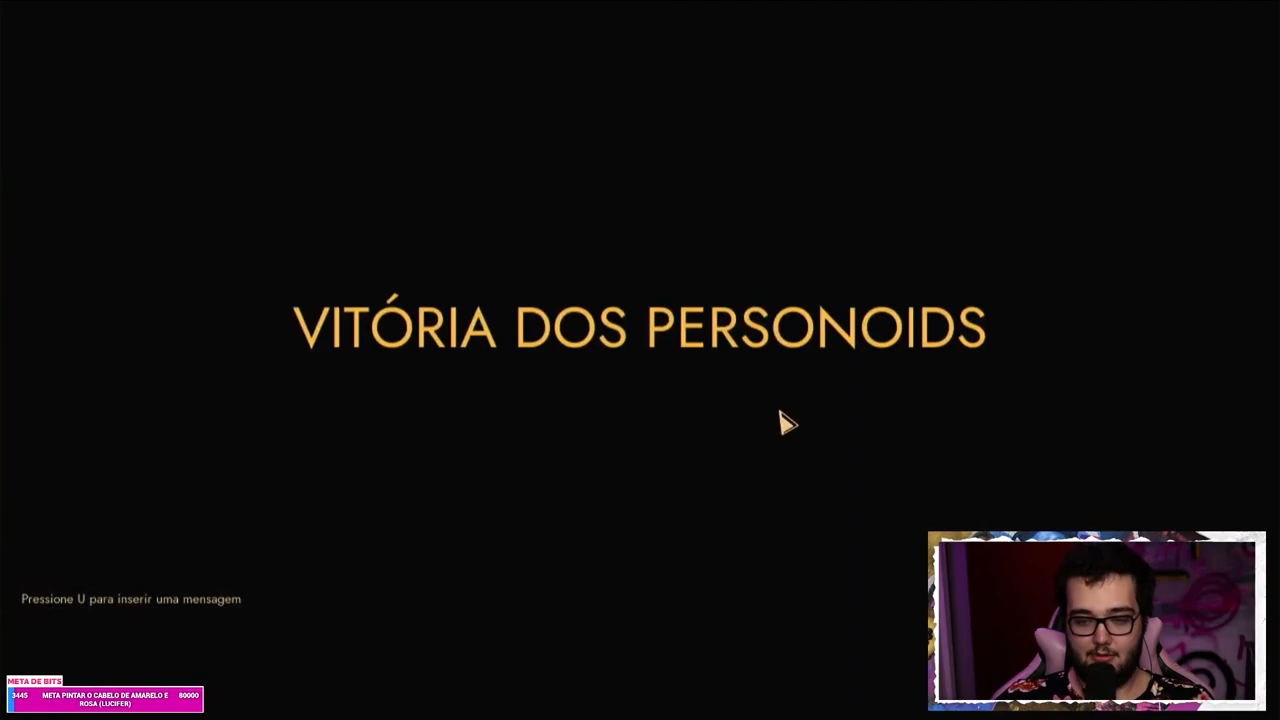 VITÓRIA DOS PERSONOIDS
Pressione U para inserir uma mensagem
META DE BITS
3445 META PINTAR O CABELO DE AMARELO E 80000
ROSA (LUCIFER)